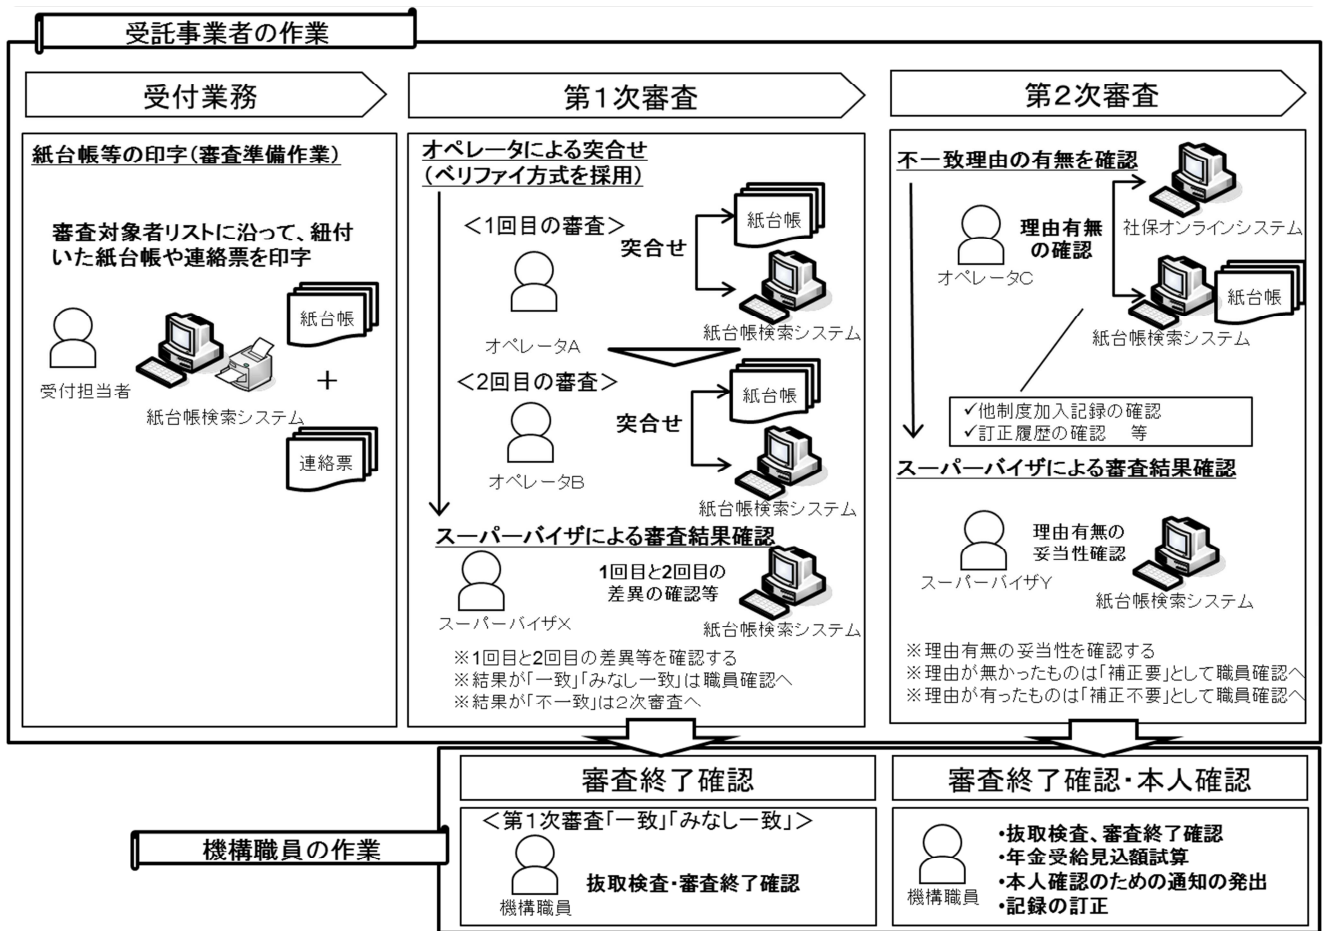 受託事業者の作業
受付業務
紙台帳等の印字(審査準備作業)
審査対象者リストに沿って、紐付
いた紙台帳や連絡票を印字
紙台帳
受付担当者
紙台帳検索システム
+
連絡票
第1次審査
オペレータによる突合せ
(ベリファイ方式を採用)
<1回目の審査>
突合せ
紙台帳
オペレータA
紙台帳検索システム
<2回目の審査>
突合せ
紙台帳
オペレータB
紙台帳検索システム
スーパーバイザによる審査結果確認
1回目と2回目の
差異の確認等
スーパーバイザX
紙台帳検索システム
※1回目と2回目の差異等を確認する
※結果が「一致」「みなし一致」は職員確認へ
※結果が「不一致」は2次審査へ
第2次審査
不一致理由の有無を確認
理由有無
の確認
社保オンラインシステム
オペレータC
紙台帳
紙台帳検索システム
✓他制度加入記録の確認
✓訂正履歴の確認 等
スーパーバイザによる審査結果確認
理由有無の
妥当性確認
スーパーバイザY
紙台帳検索システム
※理由有無の妥当性を確認する
※理由が無かったものは「補正要」として職員確認へ
※理由が有ったものは「補正不要」として職員確認へ
機構職員の作業
審査終了確認
<第1次審査「一致」「みなし一致」>
抜取検査・審査終了確認
機構職員
審査終了確認・本人確認
・抜取検査、審査終了確認
・年金受給見込額試算
・本人確認のための通知の発出
・記録の訂正
機構職員